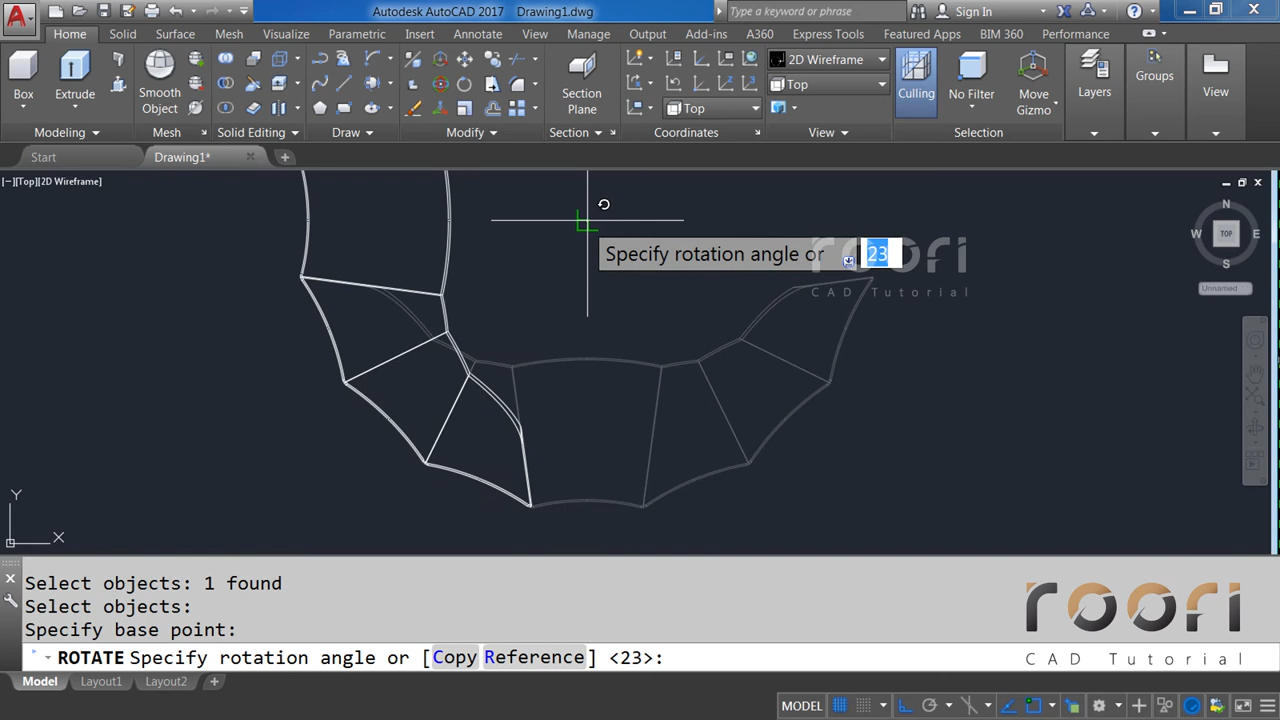 Autodesk AutoCAD 2017 Drawing1.dwg
Type a keyword or phrase
Sign In
Home Solid Surface Mesh Visualize Parametric Insert Annotate View Manage Output Add-ins A360 Express Tools Featured Apps BIM 360 Performance
Box
Extrude
Smooth Object
Section Plane
Top
2D Wireframe
Top
Culling
No Filter
Move Gizmo
Layers
Groups
View
Modeling Mesh Solid Editing Draw Modify Section Coordinates View Selection
Start Drawing1*
[−][Top][2D Wireframe]
N
W TOP E
S
Unnamed
Specify rotation angle or 23
roofi
CAD Tutorial
Y
X
Select objects: 1 found
Select objects:
Specify base point:
ROTATE Specify rotation angle or [Copy Reference] <23>:
roofi
CAD Tutorial
Model Layout1 Layout2
MODEL